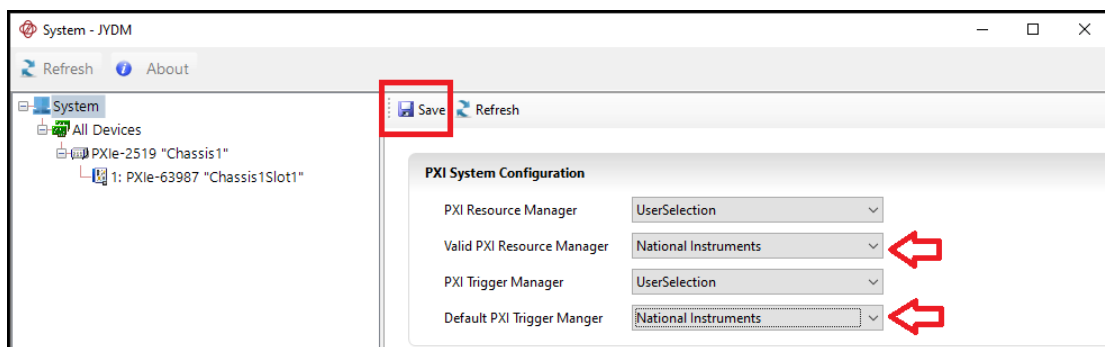 System - JYDM
Refresh About
System
All Devices
PXIe-2519 "Chassis1"
1: PXIe-63987 "Chassis1Slot1"
Save Refresh
PXI System Configuration
PXI Resource Manager UserSelection
Valid PXI Resource Manager National Instruments
PXI Trigger Manager UserSelection
Default PXI Trigger Manger National Instruments